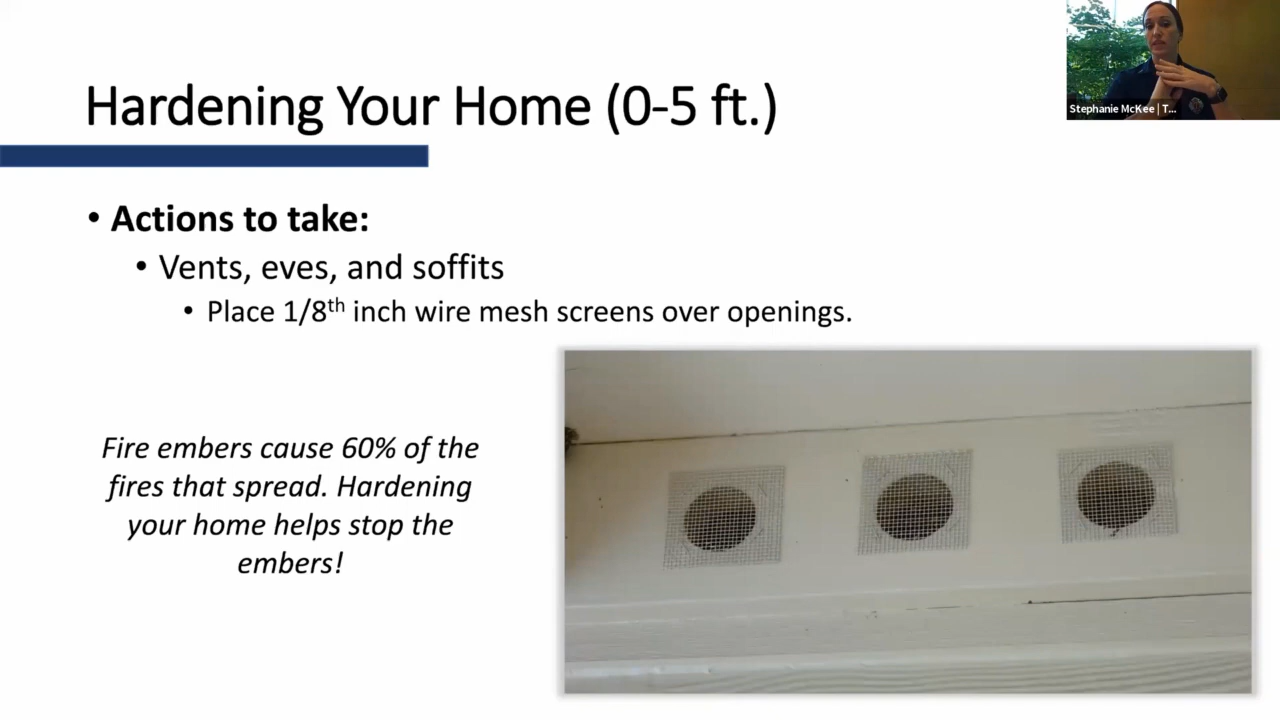 Stephanie McKee | T...
Hardening Your Home (0-5 ft.)
• Actions to take:
• Vents, eves, and soffits
• Place 1/8th inch wire mesh screens over openings.
Fire embers cause 60% of the
fires that spread. Hardening
your home helps stop the
embers!